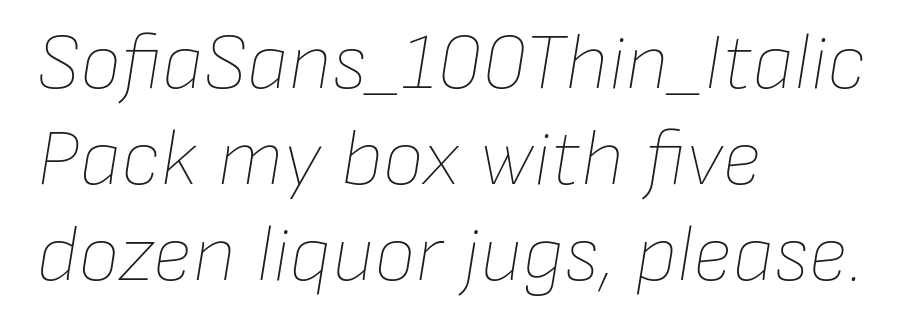 SofiaSans_100Thin_Italic
Pack my box with five
dozen liquor jugs, please.